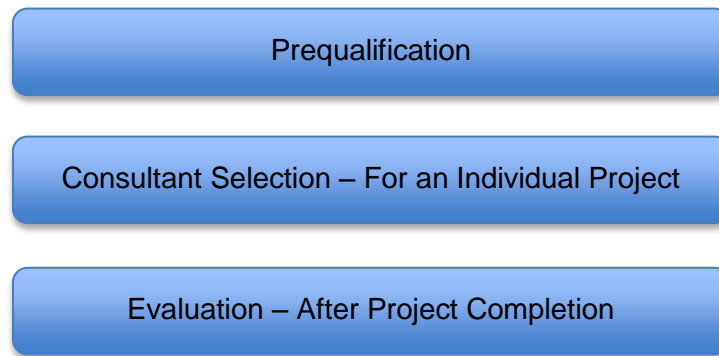 Prequalification
Consultant Selection – For an Individual Project
Evaluation – After Project Completion